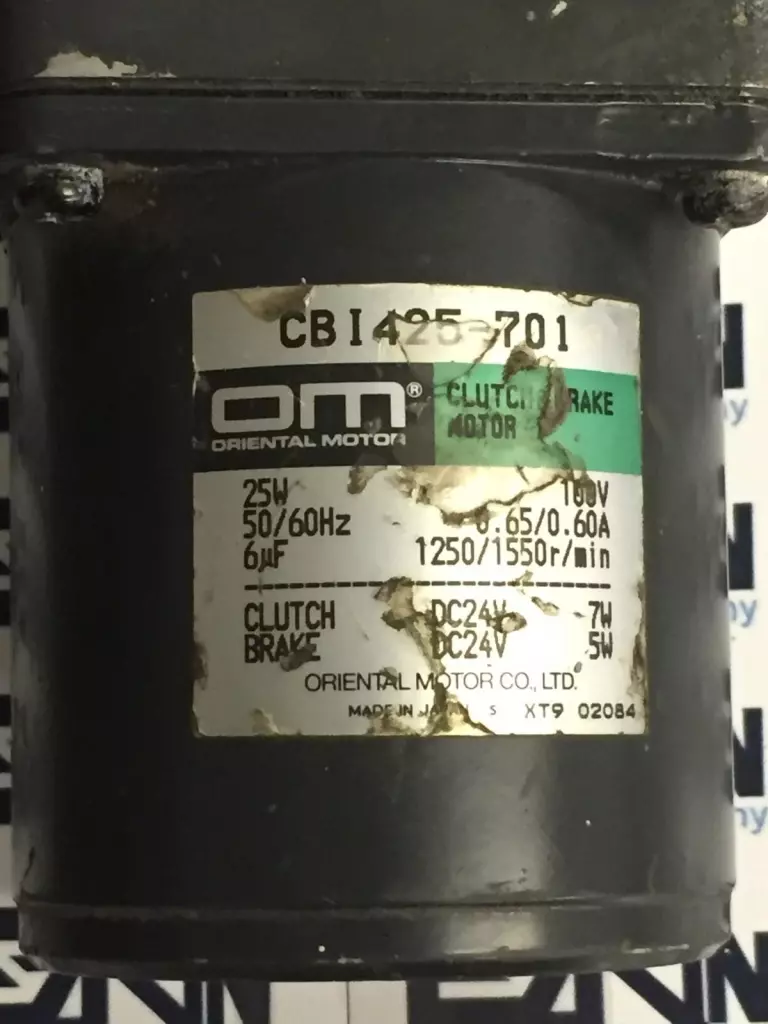 CBI425-701
OM®
ORIENTAL MOTOR
CLUTCH BRAKE
MOTOR
25W 100V
50/60Hz 0.65/0.60A
6µF 1250/1550r/min
CLUTCH DC24V 7W
BRAKE DC24V 5W
ORIENTAL MOTOR CO., LTD.
MADE IN JAPAN S XT9 02084